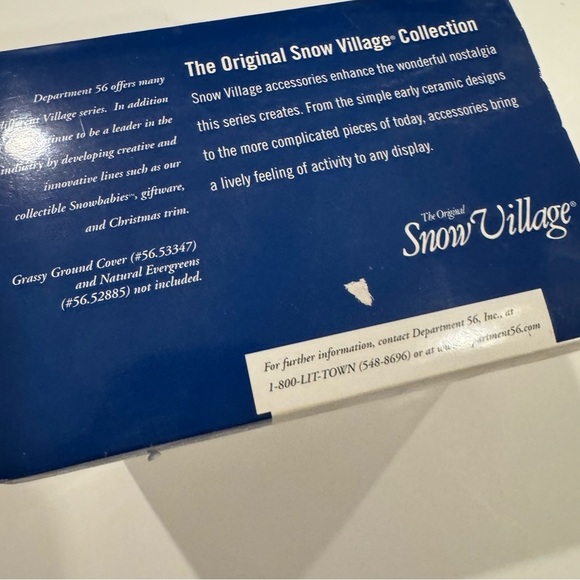 Department 56 offers many
Village series. In addition
to be a leader in the
industry by developing creative and
innovative lines such as our
collectible Snowbabies™, giftware,
and Christmas trim.
Grassy Ground Cover (#56.53347)
and Natural Evergreens
(#56.52885) not included.
The Original Snow Village® Collection
Snow Village accessories enhance the wonderful nostalgia
this series creates. From the simple early ceramic designs
to the more complicated pieces of today, accessories bring
a lively feeling of activity to any display.
The Original
Snow Village®
For further information, contact Department 56, Inc., at
1-800-LIT-TOWN (548-8696) or at